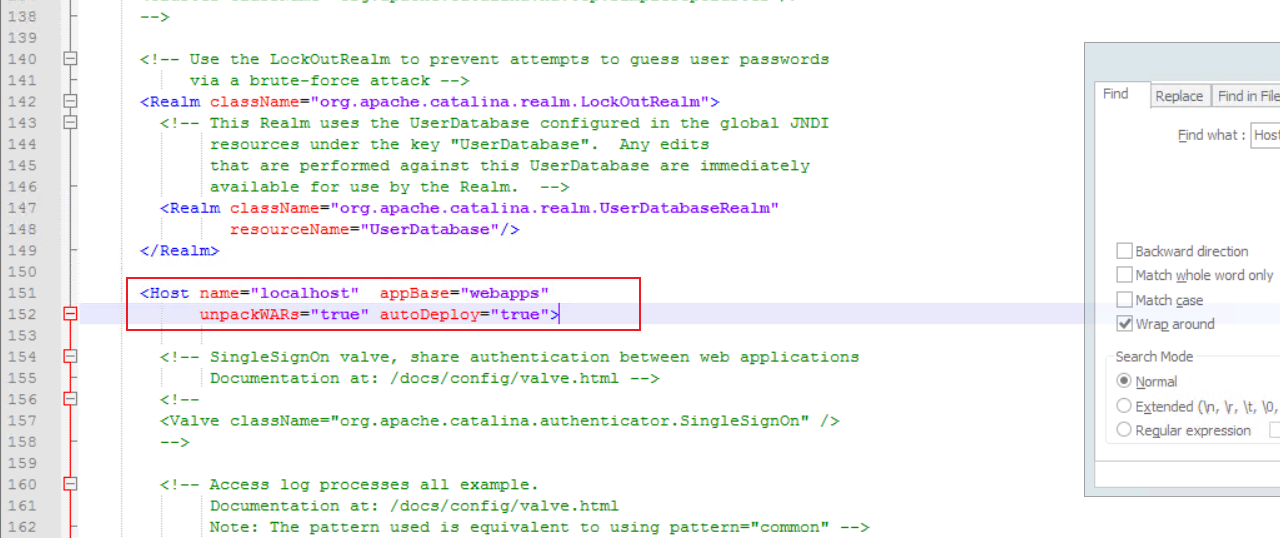 138 -->
139
140 <!-- Use the LockOutRealm to prevent attempts to guess user passwords
141 via a brute-force attack -->
142 <Realm className="org.apache.catalina.realm.LockOutRealm">
143 <!-- This Realm uses the UserDatabase configured in the global JNDI
144 resources under the key "UserDatabase".  Any edits
145 that are performed against this UserDatabase are immediately
146 available for use by the Realm.  -->
147 <Realm className="org.apache.catalina.realm.UserDatabaseRealm"
148 resourceName="UserDatabase"/>
149 </Realm>
150
151 <Host name="localhost"  appBase="webapps"
152 unpackWARs="true" autoDeploy="true">
153
154 <!-- SingleSignOn valve, share authentication between web applications
155 Documentation at: /docs/config/valve.html -->
156 <!--
157 <Valve className="org.apache.catalina.authenticator.SingleSignOn" />
158 -->
159
160 <!-- Access log processes all example.
161 Documentation at: /docs/config/valve.html
162 Note: The pattern used is equivalent to using pattern="common" -->
Find Replace Find in File
Find what : Host
Backward direction
Match whole word only
Match case
Wrap around
Search Mode
Normal
Extended (\n, \r, \t, \0,
Regular expression